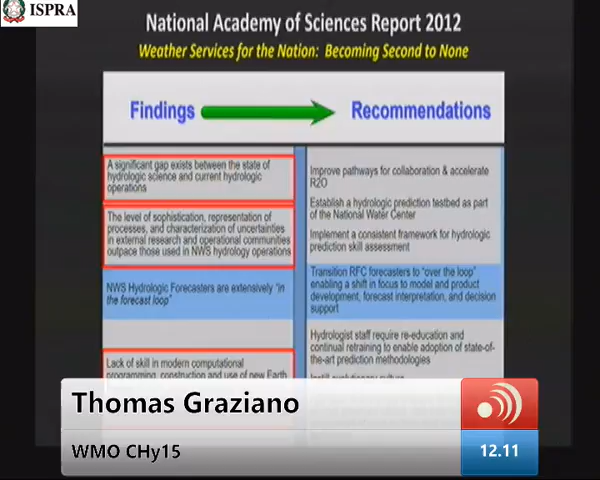 ISPRA
National Academy of Sciences Report 2012
Weather Services for the Nation: Becoming Second to None
Findings
Recommendations
A significant gap exists between the state of
hydrologic science and current hydrologic
operations
The level of sophistication, representation of
processes, and characterization of uncertainties
in external research and operational communities
outpace those used in NWS hydrology operations
NWS Hydrologic Forecasters are extensively "in
the forecast loop"
Lack of skill in modern computational
programming, construction and use of new Earth
Improve pathways for collaboration & accelerate
R2O
Establish a hydrologic prediction testbed as part
of the National Water Center
Implement a consistent framework for hydrologic
prediction skill assessment
Transition RFC forecasters to "over the loop"
enabling a shift in focus to model and product
development, forecast interpretation, and decision
support
Hydrologist staff require re-education and
continual retraining to enable adoption of state-of-
the-art prediction methodologies
Instill evolutionary culture
Thomas Graziano
WMO CHy15
12.11